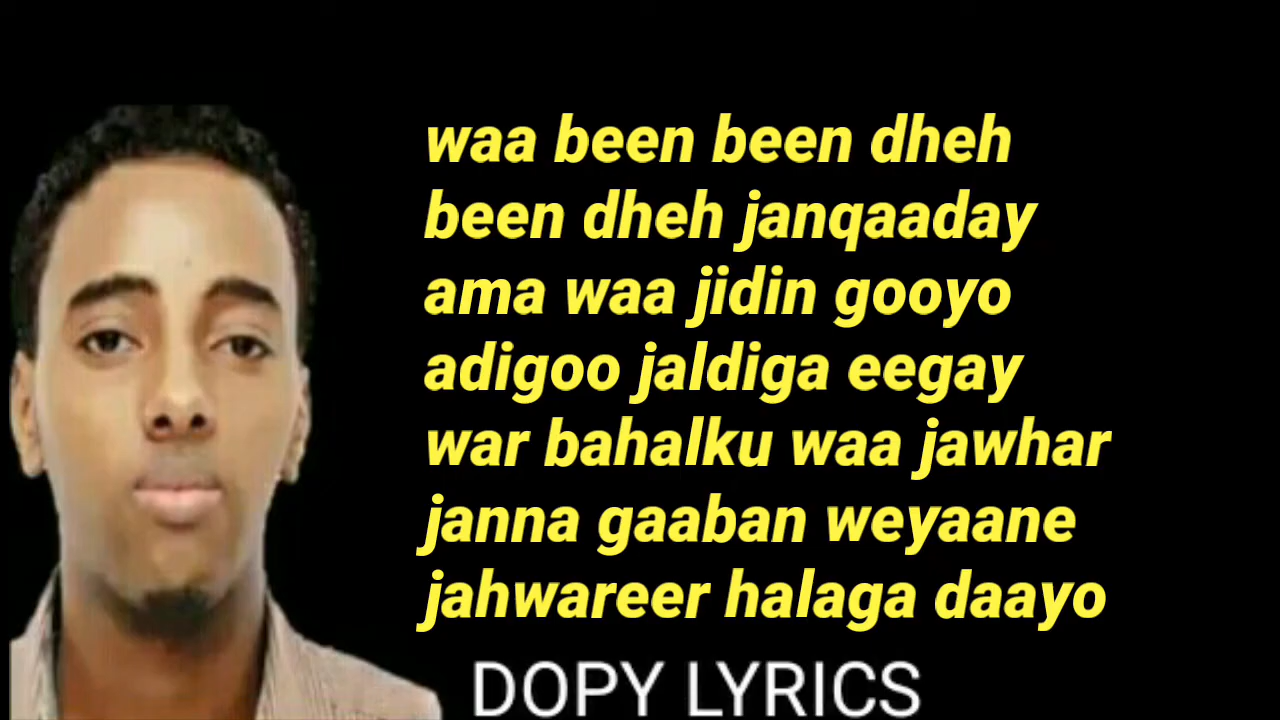 waa been been dheh
been dheh janqaaday
ama waa jidin gooyo
adigoo jaldiga eegay
war bahalku waa jawhar
janna gaaban weyaane
jahwareer halaga daayo
DOPY LYRICS